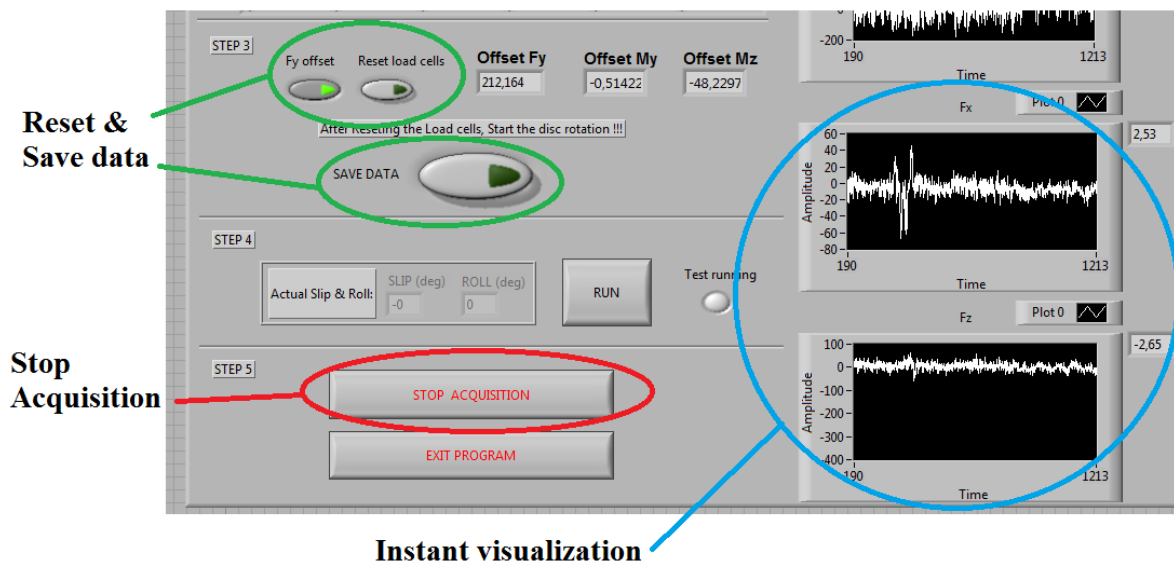 STEP 3
Fy offset
Reset load cells
Offset Fy
Offset My
Offset Mz
212,164
-0,51422
-48,2297
After Reseting the Load cells, Start the disc rotation !!!
SAVE DATA
Reset &
Save data
STEP 4
Actual Slip & Roll:
SLIP (deg)
ROLL (deg)
-0
0
RUN
Test running
STEP 5
STOP ACQUISITION
EXIT PROGRAM
Stop
Acquisition
-200
190
1213
Time
Fx
Plot 0
2,53
Amplitude
60
40
20
0
-20
-40
-60
-80
190
1213
Time
Fz
Plot 0
-2,65
Amplitude
100
0
-100
-200
-300
-400
190
1213
Time
Instant visualization